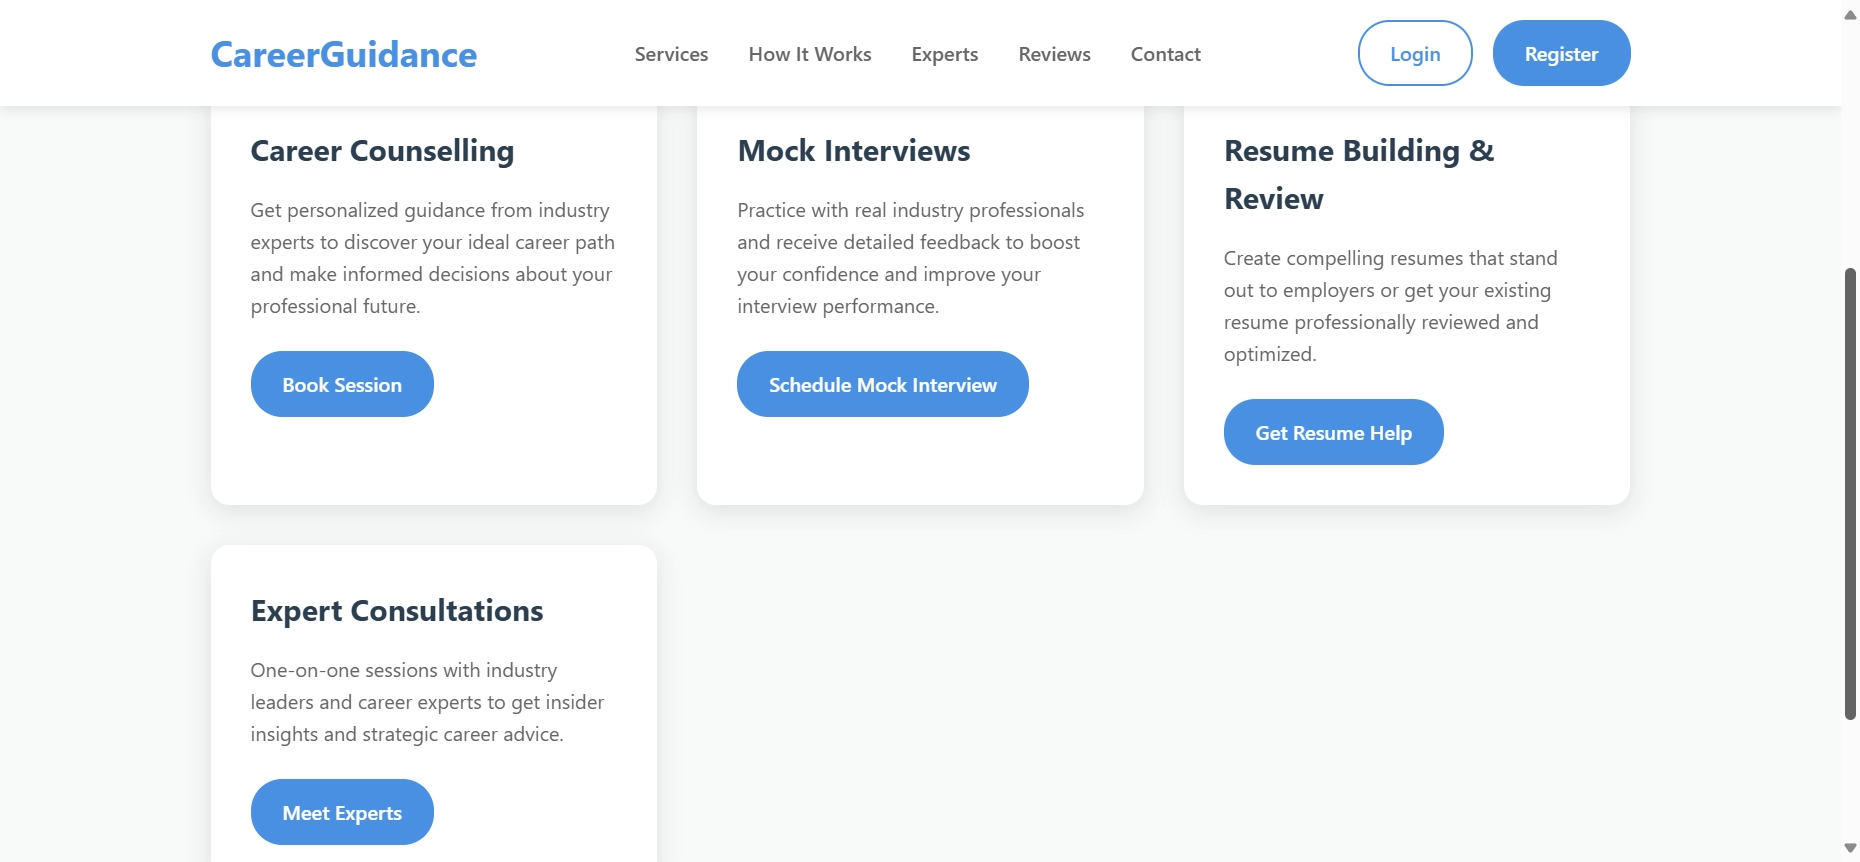 CareerGuidance
Services
How It Works
Experts
Reviews
Contact
Login
Register
Career Counselling
Get personalized guidance from industry
experts to discover your ideal career path
and make informed decisions about your
professional future.
Book Session
Mock Interviews
Practice with real industry professionals
and receive detailed feedback to boost
your confidence and improve your
interview performance.
Schedule Mock Interview
Resume Building &
Review
Create compelling resumes that stand
out to employers or get your existing
resume professionally reviewed and
optimized.
Get Resume Help
Expert Consultations
One-on-one sessions with industry
leaders and career experts to get insider
insights and strategic career advice.
Meet Experts